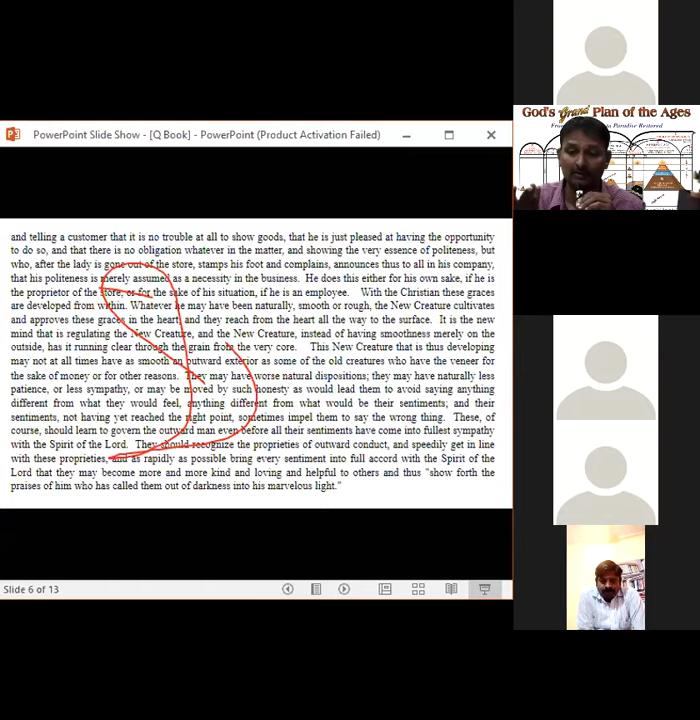 God's Grand Plan of the Ages
Paradise Restored
PowerPoint Slide Show - [Q Book] - PowerPoint (Product Activation Failed)
and telling a customer that it is no trouble at all to show goods, that he is just pleased at having the opportunity
to do so, and that there is no obligation whatever in the matter, and showing the very essence of politeness, but
who, after the lady is gone out of the store, stamps his foot and complains, announces thus to all in his company,
that his politeness is merely assumed as a necessity in the business. He does this either for his own sake, if he is
the proprietor of the store, or for the sake of his situation, if he is an employee. With the Christian these graces
are developed from within. Whatever he may have been naturally, smooth or rough, the New Creature cultivates
and approves these graces in the heart, and they reach from the heart all the way to the surface. It is the new
mind that is regulating the New Creature, and the New Creature, instead of having smoothness merely on the
outside, has it running clear through the grain from the very core. This New Creature that is thus developing
may not at all times have as smooth an outward exterior as some of the old creatures who have the veneer for
the sake of money or for other reasons. They may have worse natural dispositions; they may have naturally less
patience, or less sympathy, or may be moved by such honesty as would lead them to avoid saying anything
different from what they would feel, anything different from what would be their sentiments; and their
sentiments, not having yet reached the right point, sometimes impel them to say the wrong thing. These, of
course, should learn to govern the outward man even before all their sentiments have come into fullest sympathy
with the Spirit of the Lord. They should recognize the proprieties of outward conduct, and speedily get in line
with these proprieties, and as rapidly as possible bring every sentiment into full accord with the Spirit of the
Lord that they may become more and more kind and loving and helpful to others and thus "show forth the
praises of him who has called them out of darkness into his marvelous light."
Slide 6 of 13